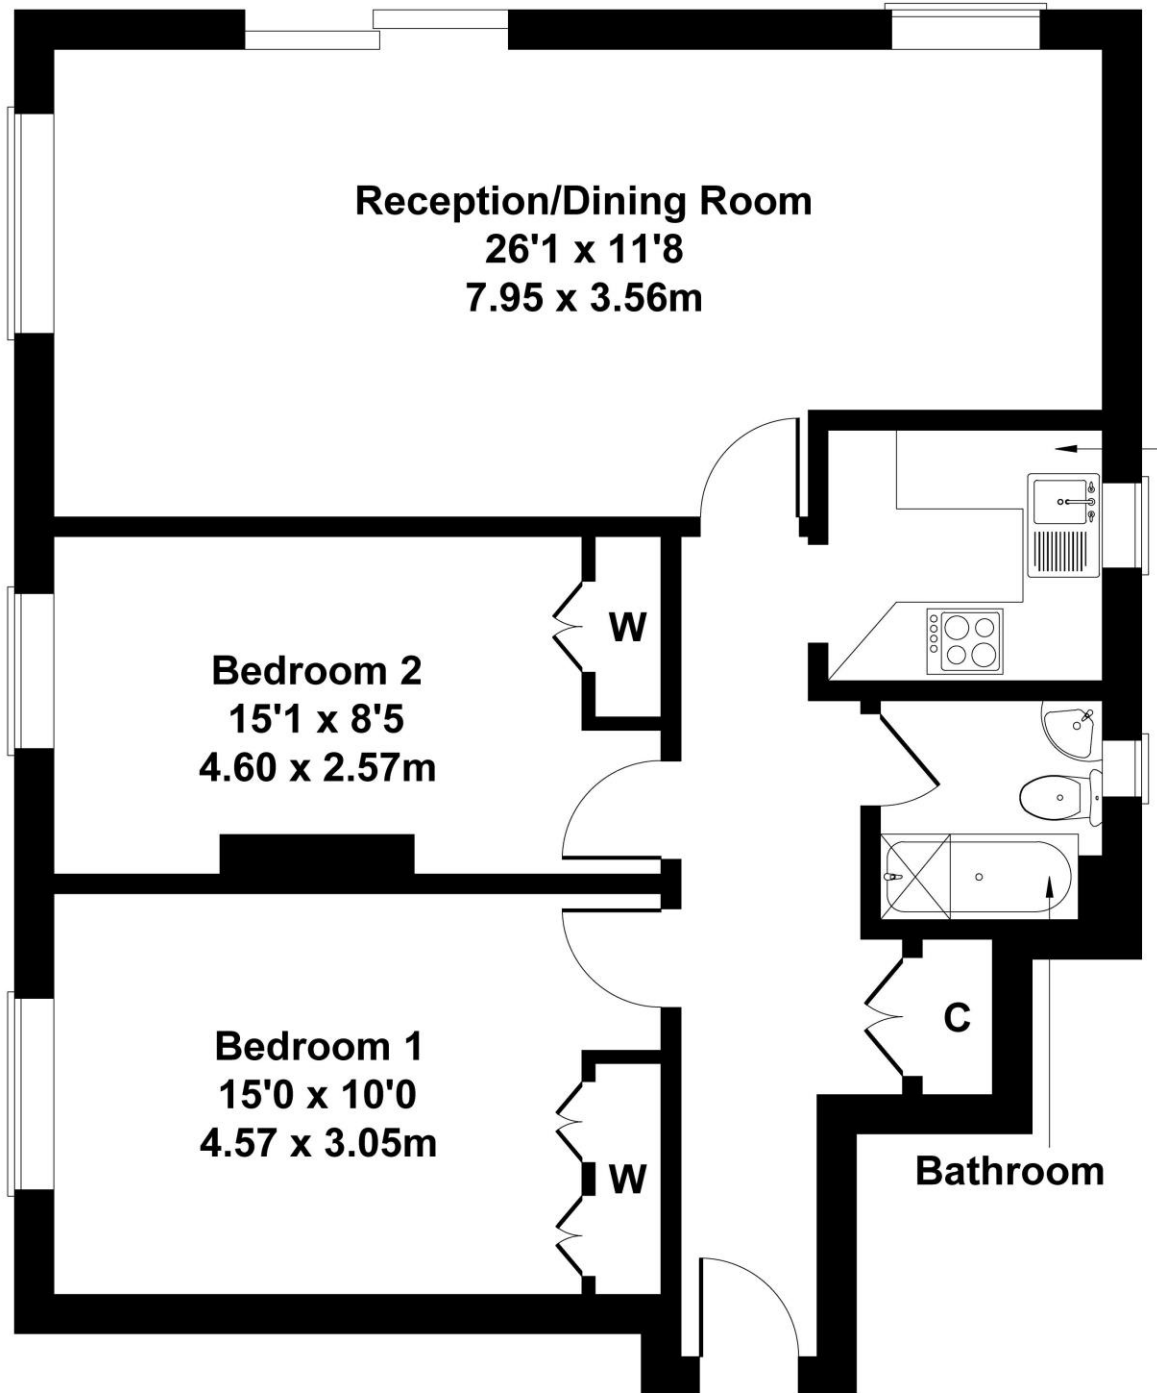 Reception/Dining Room
26'1 x 11'8
7.95 x 3.56m
W
Bedroom 2
15'1 x 8'5
4.60 x 2.57m
C
Bedroom 1
15'0 x 10'0
4.57 x 3.05m
W
Bathroom